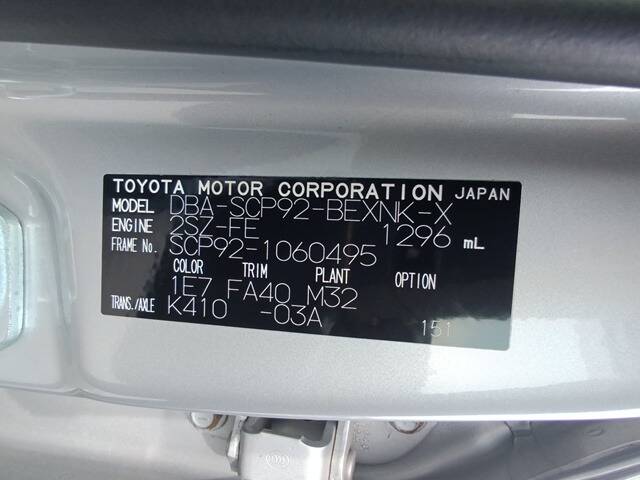 TOYOTA MOTOR CORPORATION JAPAN
MODEL DBA-SCP92-BEXNK-X
ENGINE 2SZ-FE 1296 mL
FRAME No. SCP92-1060495
COLOR TRIM PLANT OPTION
1E7 FA40 M32
TRANS./AXLE K410 -03A
151